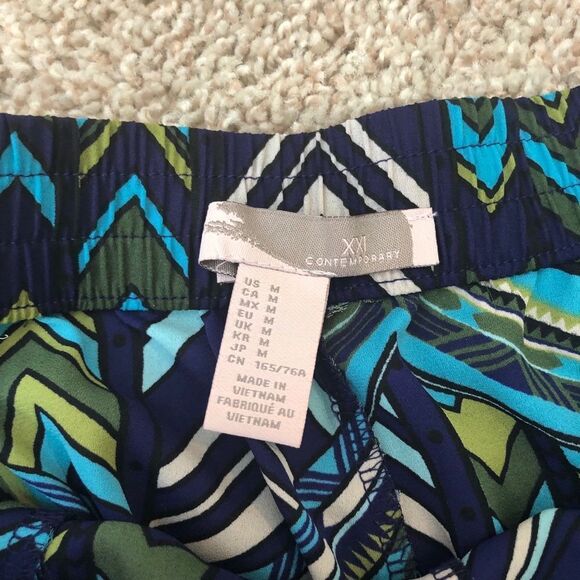 XXI
CONTEMPORARY
US M
CA M
MX M
EU M
UK M
KR M
JP M
CN 165/76A
MADE IN
VIETNAM
FABRIQUÉ AU
VIETNAM